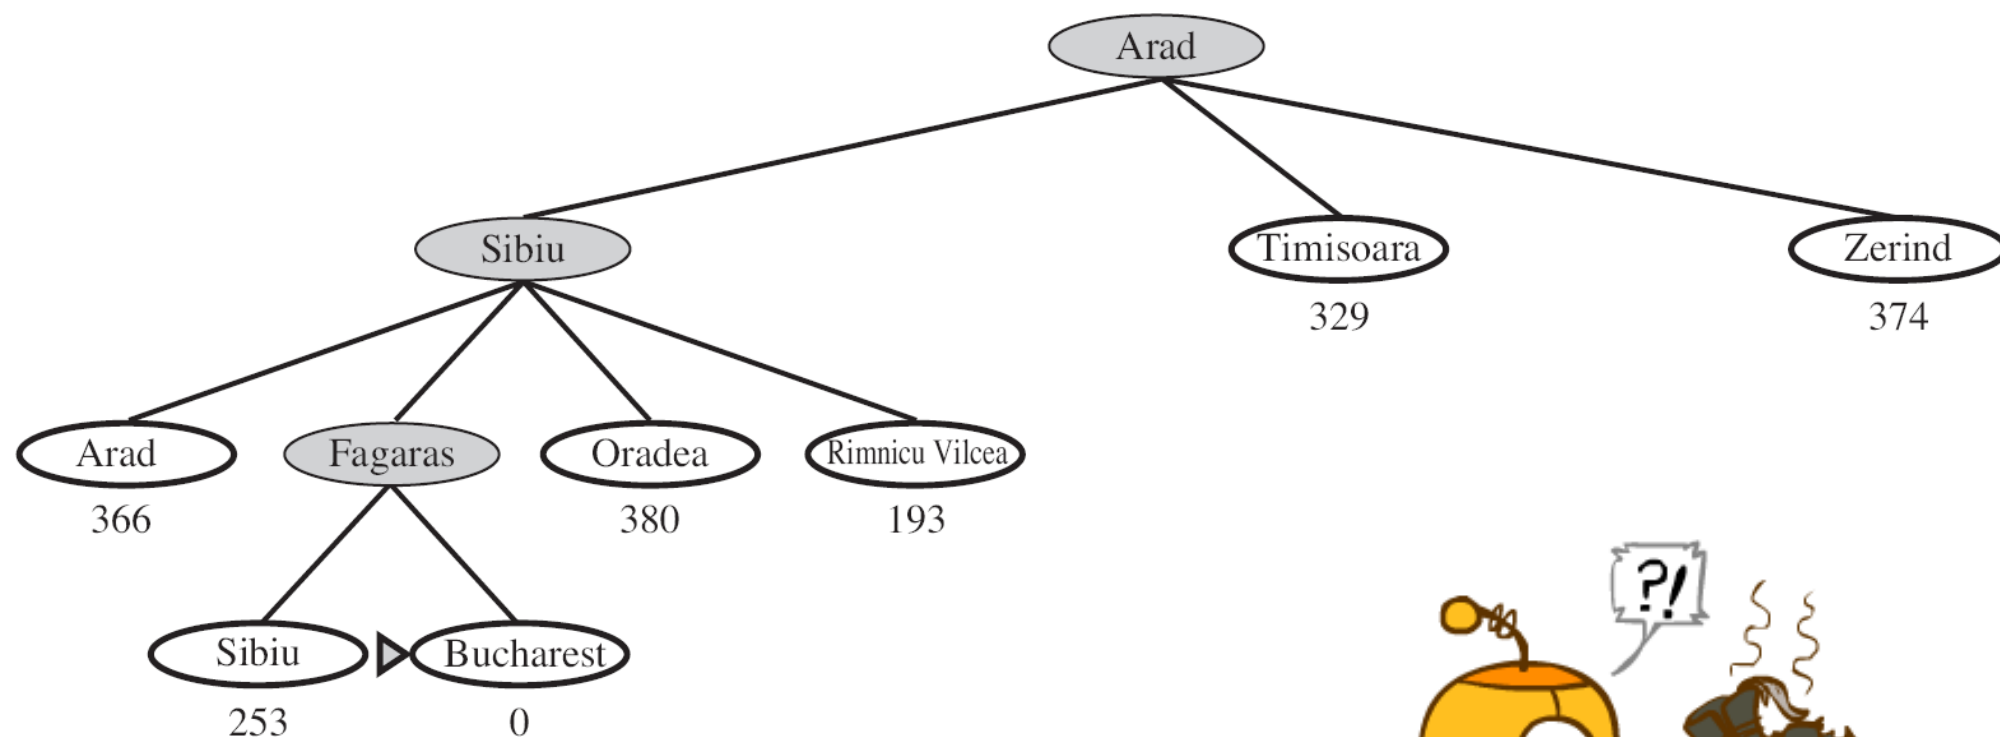 Arad
Sibiu
Timisoara
Zerind
329
374
Arad
Fagaras
Oradea
Rimnicu Vilcea
366
380
193
?!
Sibiu
Bucharest
253
0